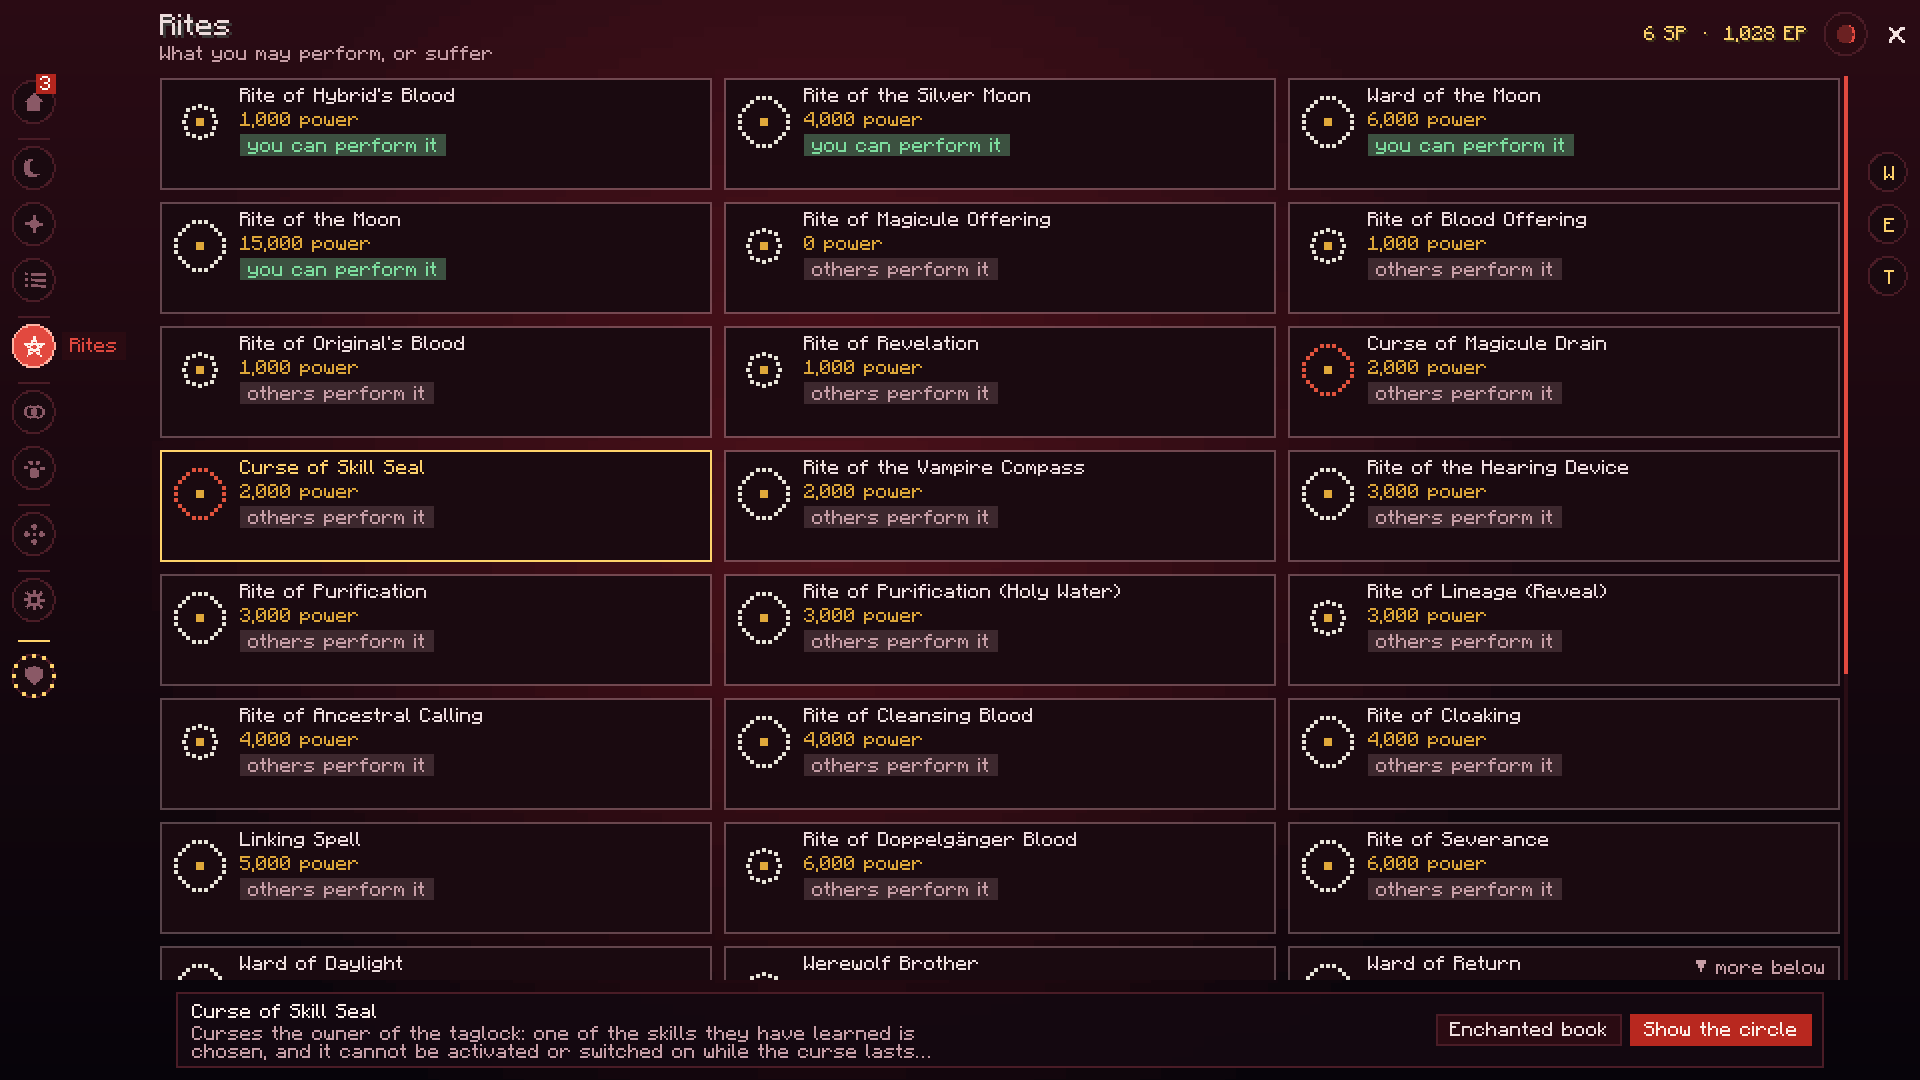 Rites
What you may perform, or suffer
6 SP · 1,028 EP
3
Rite of Hybrid's Blood
1,000 power
you can perform it
Rite of the Silver Moon
4,000 power
you can perform it
Ward of the Moon
6,000 power
you can perform it
W
Rite of the Moon
15,000 power
you can perform it
Rite of Magicule Offering
0 power
others perform it
Rite of Blood Offering
1,000 power
others perform it
E
T
Rites
Rite of Original's Blood
1,000 power
others perform it
Rite of Revelation
1,000 power
others perform it
Curse of Magicule Drain
2,000 power
others perform it
Curse of Skill Seal
2,000 power
others perform it
Rite of the Vampire Compass
2,000 power
others perform it
Rite of the Hearing Device
3,000 power
others perform it
Rite of Purification
3,000 power
others perform it
Rite of Purification (Holy Water)
3,000 power
others perform it
Rite of Lineage (Reveal)
3,000 power
others perform it
Rite of Ancestral Calling
4,000 power
others perform it
Rite of Cleansing Blood
4,000 power
others perform it
Rite of Cloaking
4,000 power
others perform it
Linking Spell
5,000 power
others perform it
Rite of Doppelgänger Blood
6,000 power
others perform it
Rite of Severance
6,000 power
others perform it
Ward of Daylight
Werewolf Brother
Ward of Return
▼ more below
Curse of Skill Seal
Curses the owner of the taglock: one of the skills they have learned is
chosen, and it cannot be activated or switched on while the curse lasts...
Enchanted book
Show the circle